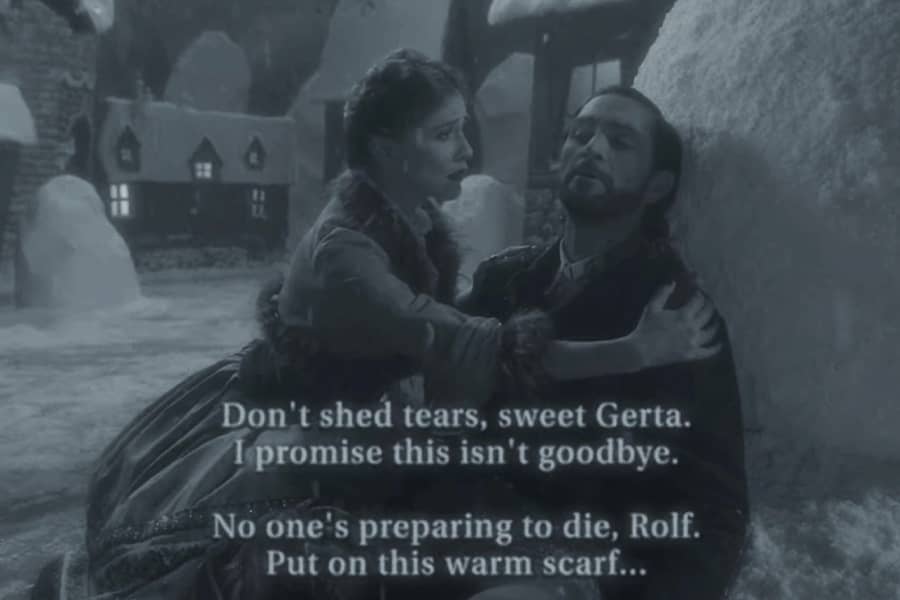 Don't shed tears, sweet Gerta.
I promise this isn't goodbye.
No one's preparing to die, Rolf.
Put on this warm scarf...